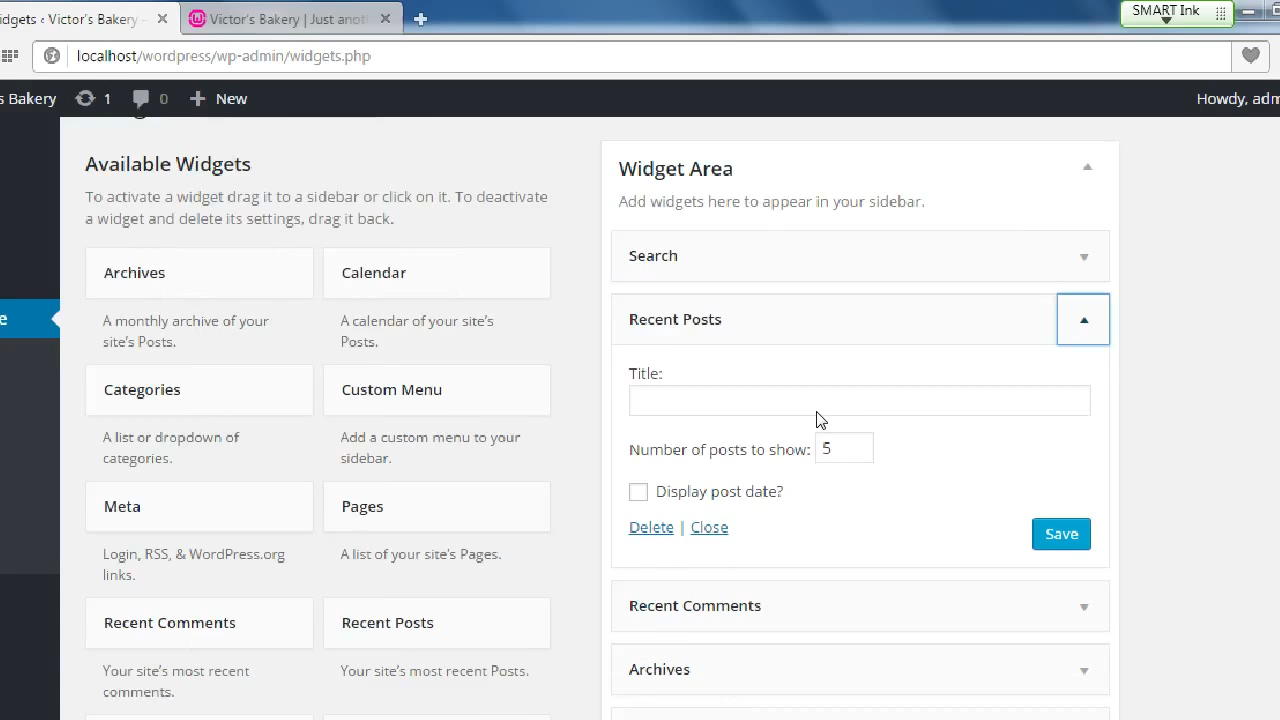 idgets ‹ Victor's Bakery –
Victor's Bakery | Just anot
SMART Ink
localhost/wordpress/wp-admin/widgets.php
s Bakery 1 0 New
Howdy, adm
Available Widgets
To activate a widget drag it to a sidebar or click on it. To deactivate
a widget and delete its settings, drag it back.
Archives
A monthly archive of your
site's Posts.
Calendar
A calendar of your site's
Posts.
Categories
A list or dropdown of
categories.
Custom Menu
Add a custom menu to your
sidebar.
Meta
Login, RSS, & WordPress.org
links.
Pages
A list of your site's Pages.
Recent Comments
Your site's most recent
comments.
Recent Posts
Your site's most recent Posts.
Widget Area
Add widgets here to appear in your sidebar.
Search
Recent Posts
Title:
Number of posts to show: 5
Display post date?
Delete | Close
Save
Recent Comments
Archives